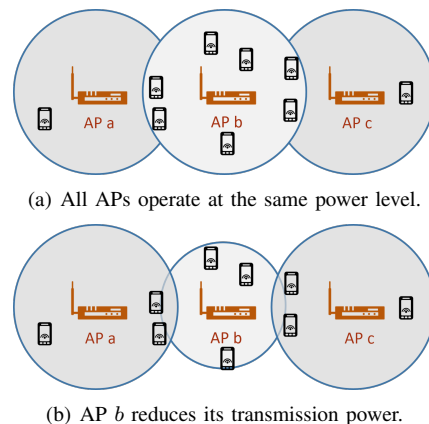 AP a
AP b
AP c
(a) All APs operate at the same power level.
AP a
AP b
AP c
(b) AP b reduces its transmission power.